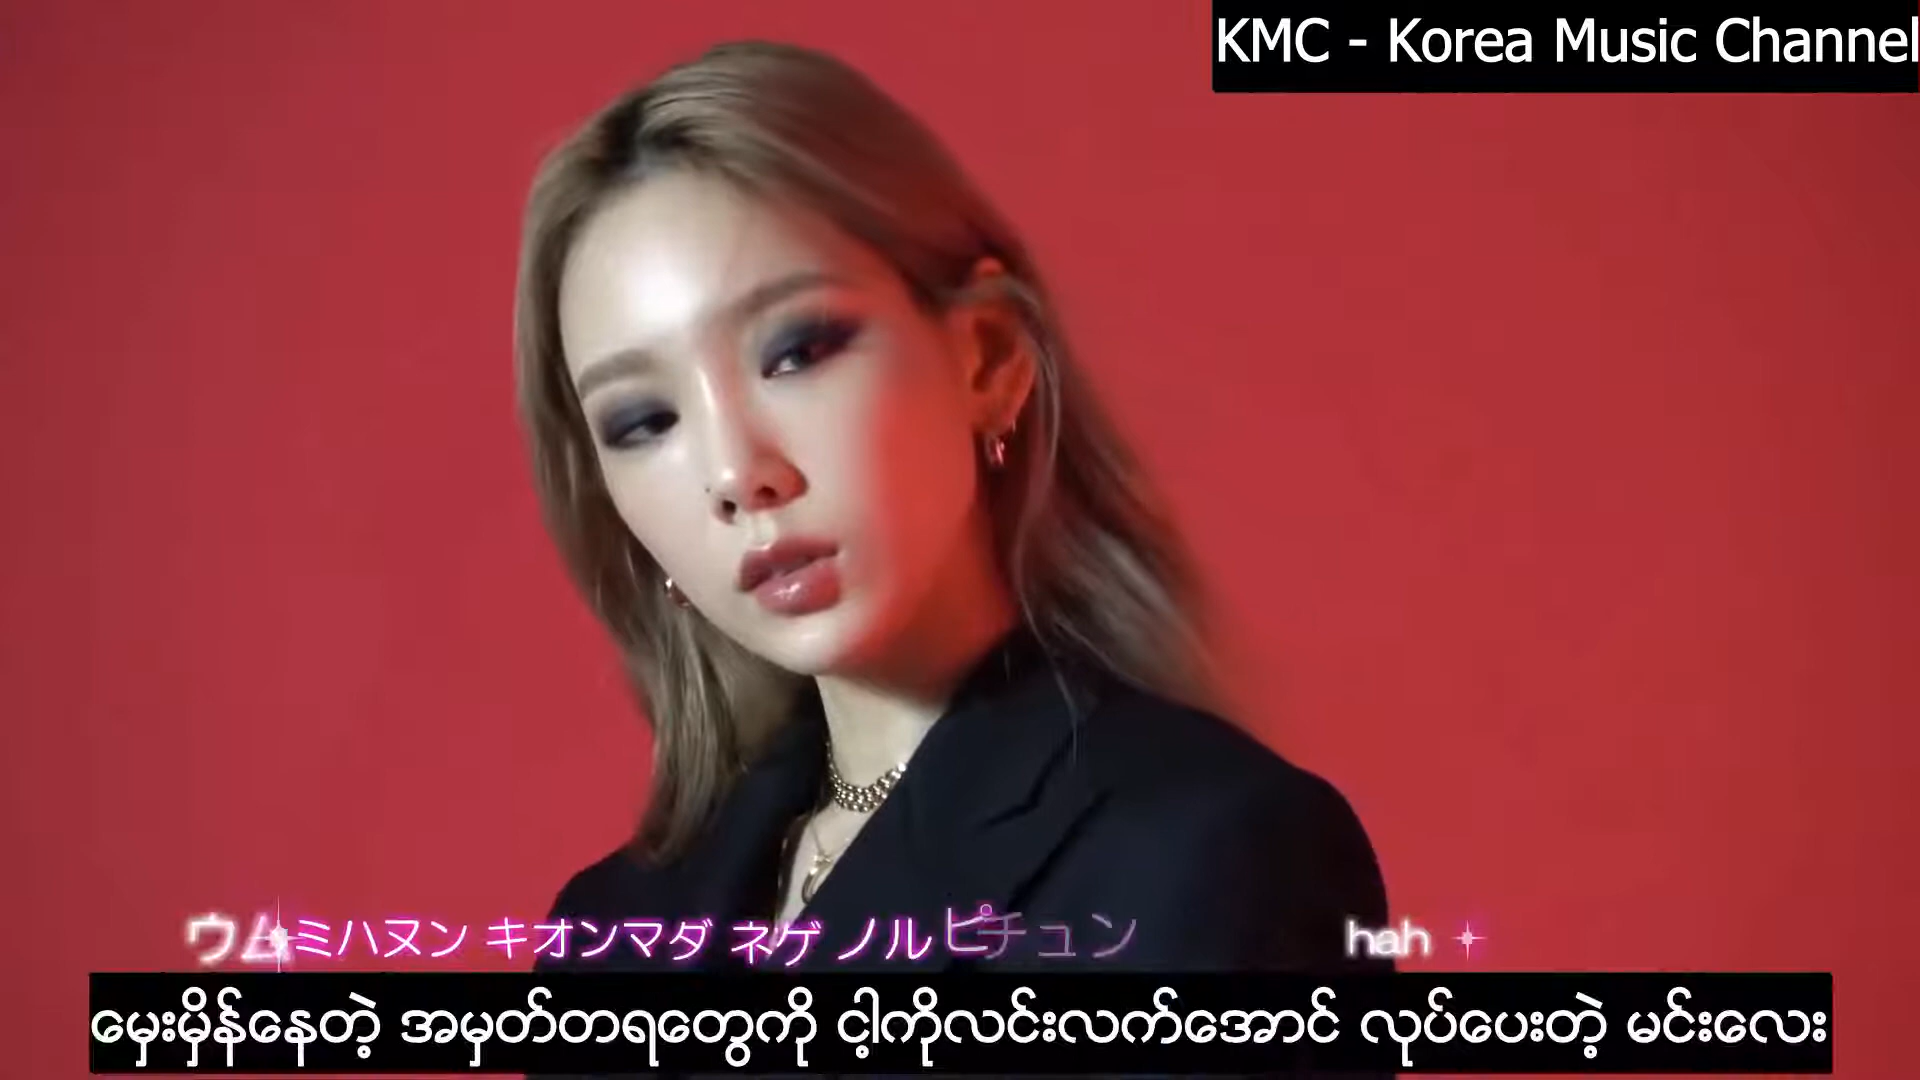 KMC - Korea Music Channel
ウムミハヌン キオンマダ ネゲ ノル ピチュン hah
မှေးမှိန်နေတဲ့ အမှတ်တရတွေကို ငါ့ကိုလင်းလက်အောင် လုပ်ပေးတဲ့ မင်းလေး